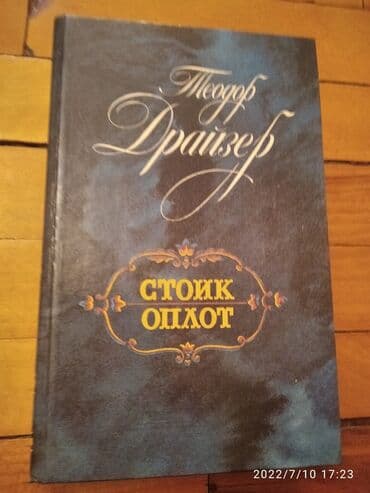 Теодор
Драйзер
СТОИК
ОПЛОТ
2022/7/10 17:23